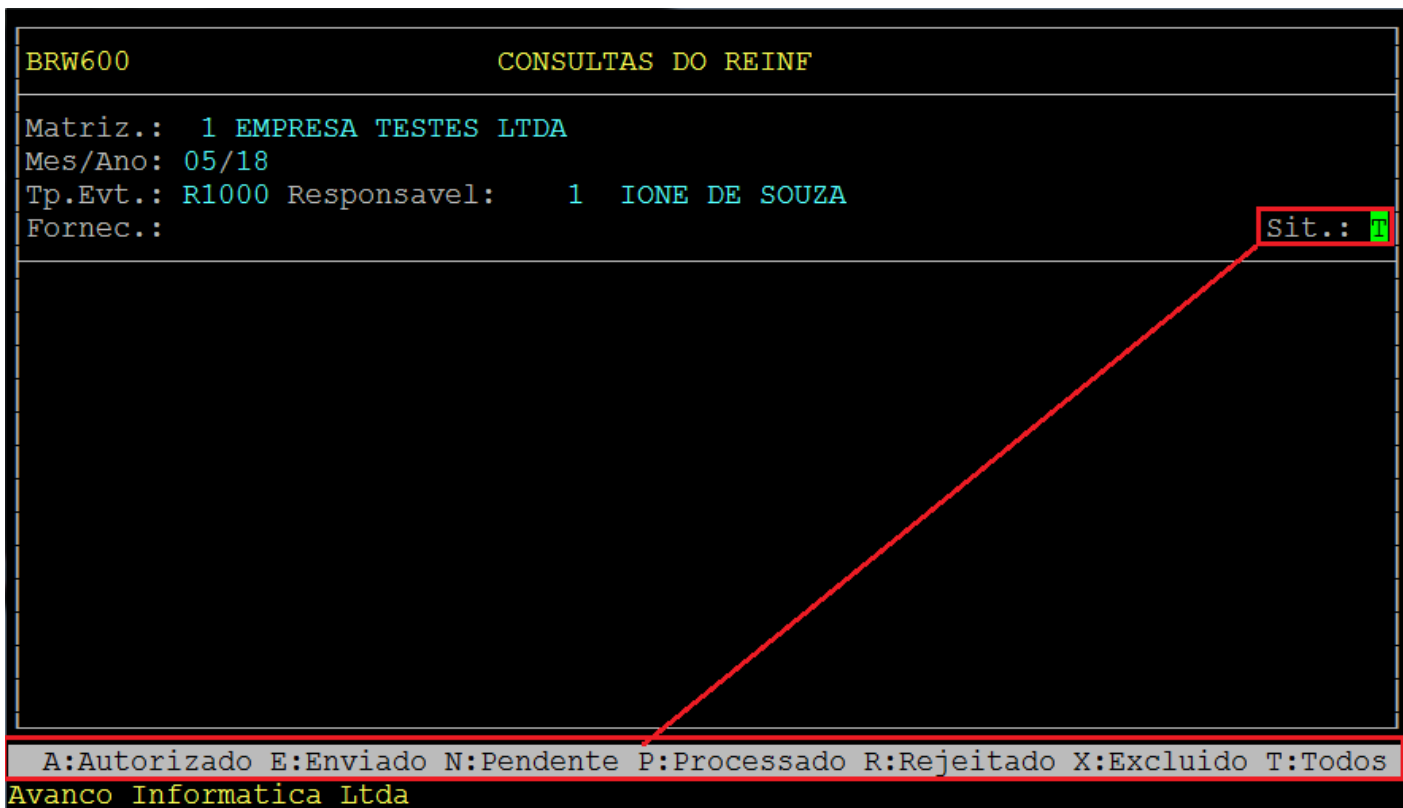 BRW600 CONSULTAS DO REINF
Matriz.: 1 EMPRESA TESTES LTDA
Mes/Ano: 05/18
Tp.Evt.: R1000 Responsavel: 1 IONE DE SOUZA
Fornec.: Sit.: T
A:Autorizado E:Enviado N:Pendente P:Processado R:Rejeitado X:Excluido T:Todos
Avanco Informatica Ltda